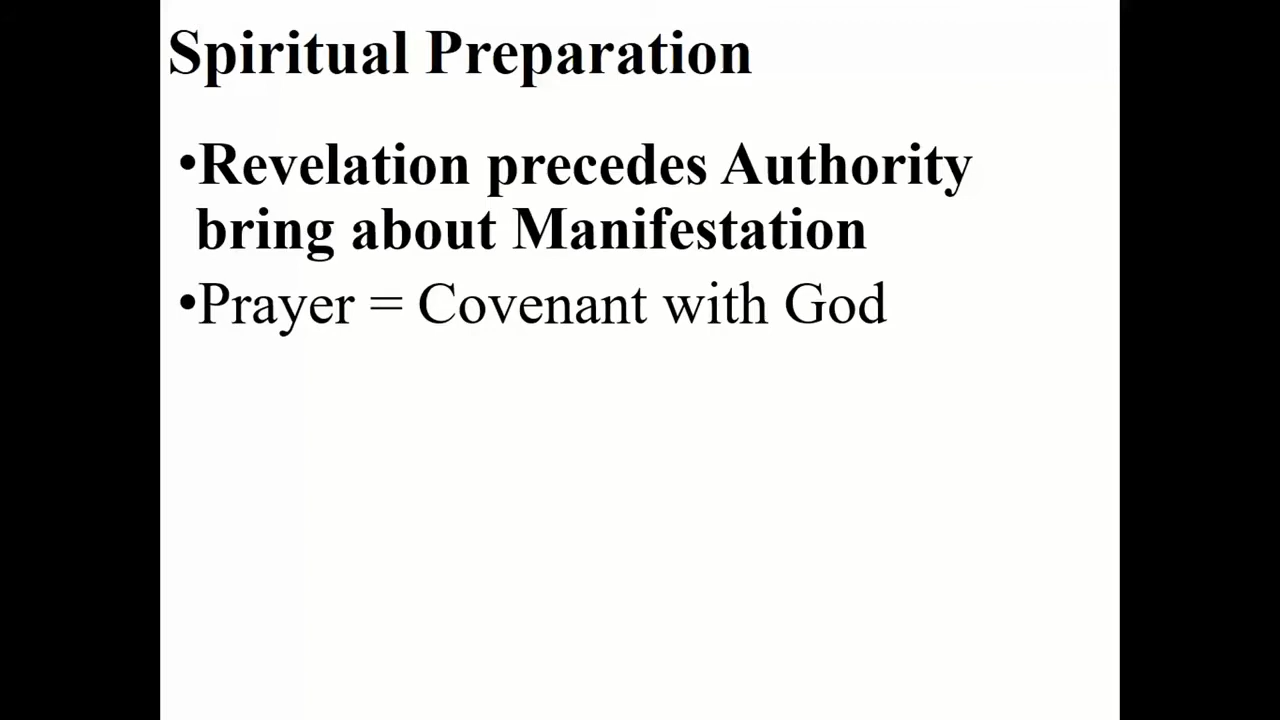 Spiritual Preparation
•Revelation precedes Authority
bring about Manifestation
•Prayer = Covenant with God